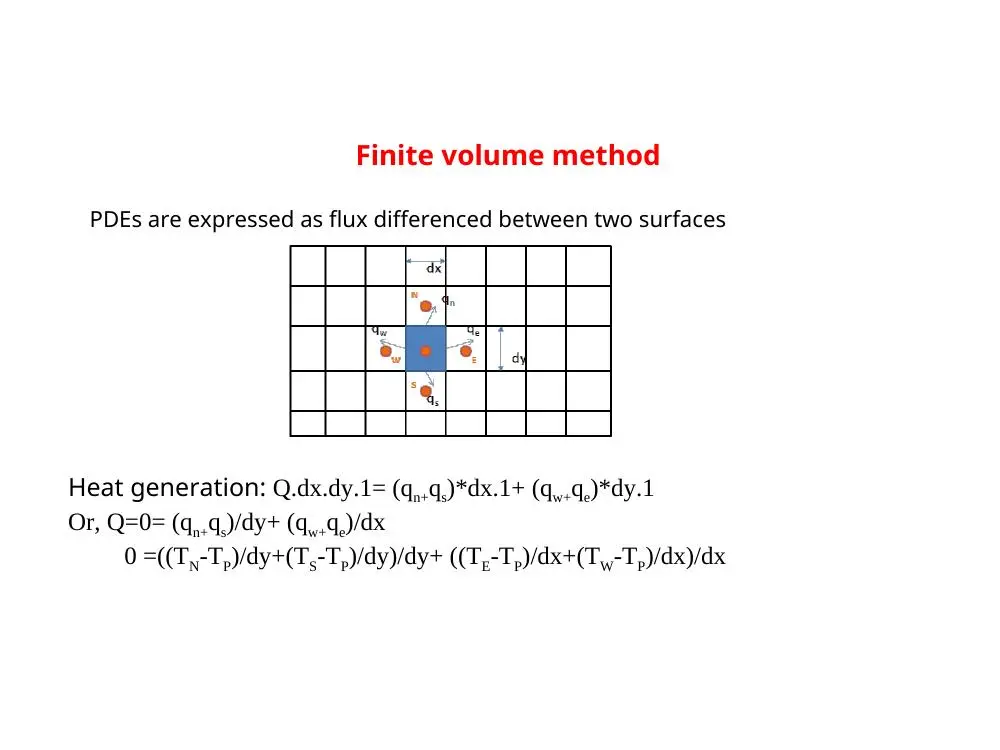 Finite volume method
PDEs are expressed as flux differenced between two surfaces
dx
N
qn
qw
qe
W
E
dy
S
qs
Heat generation: Q.dx.dy.1= (qn+qs)*dx.1+ (qw+qe)*dy.1
Or, Q=0= (qn+qs)/dy+ (qw+qe)/dx
0 =((TN-TP)/dy+(TS-TP)/dy)/dy+ ((TE-TP)/dx+(TW-TP)/dx)/dx